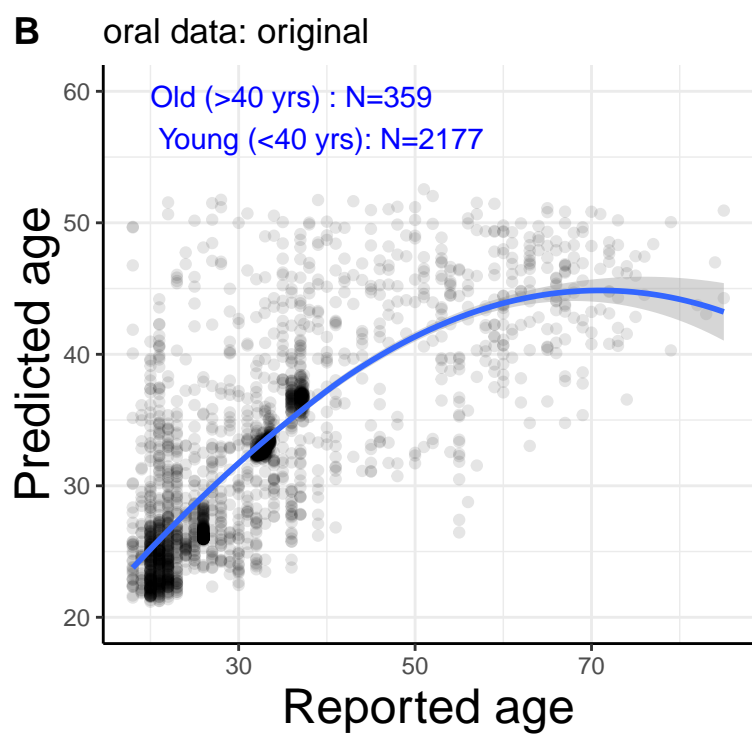 B oral data: original
Old (>40 yrs) : N=359
Young (<40 yrs): N=2177
60
50
40
30
20
Predicted age
30 50 70
Reported age